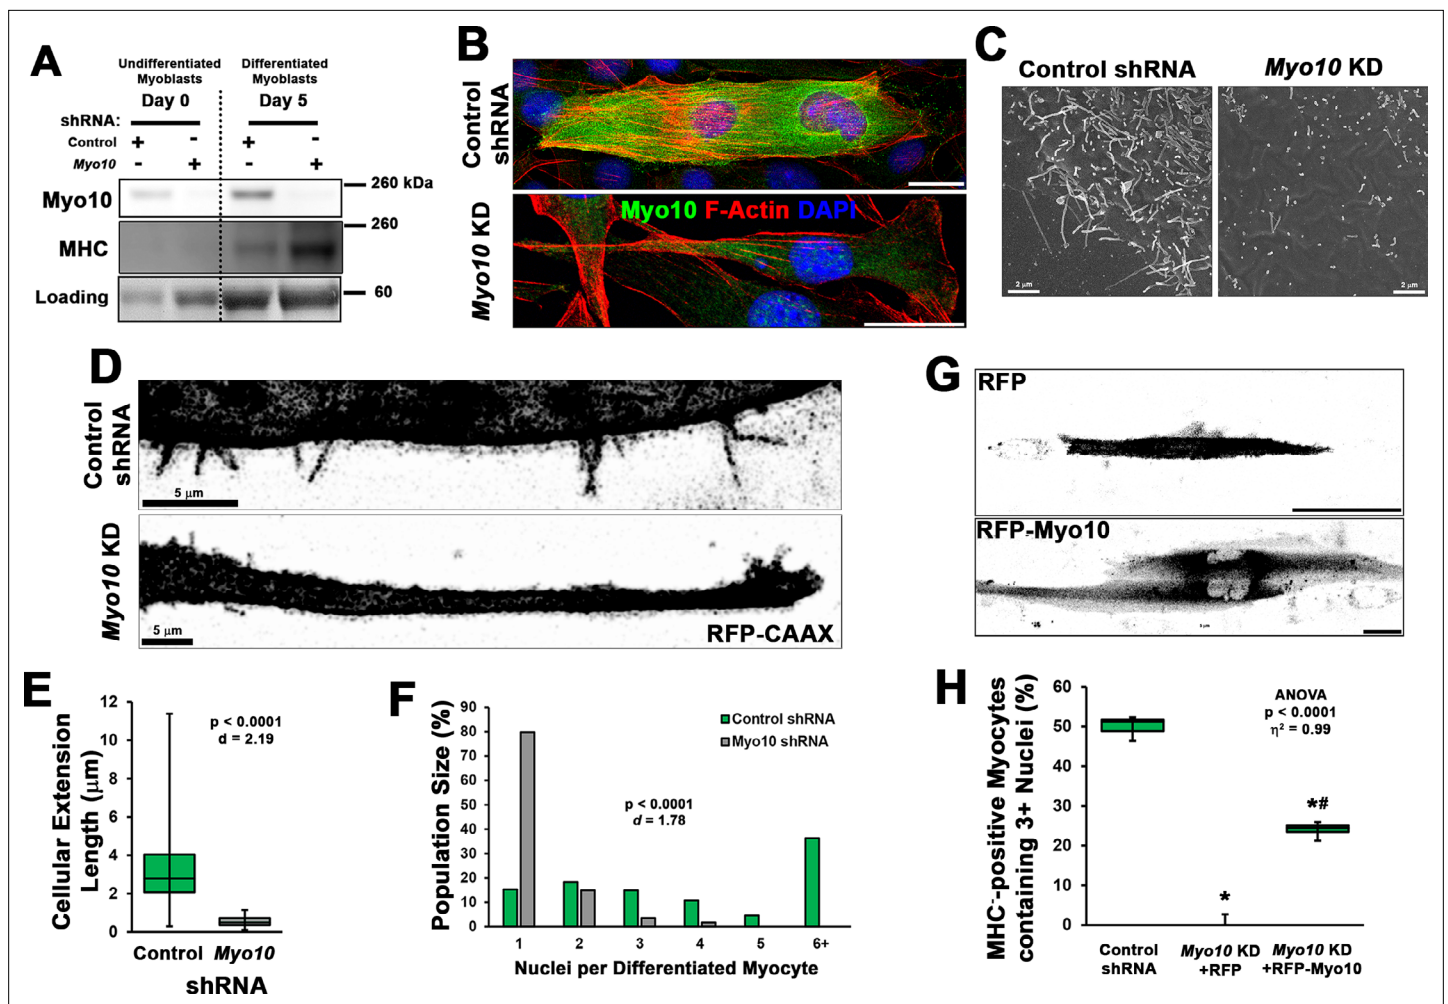 A
Undifferentiated
Myoblasts
Differentiated
Myoblasts
Day 0
Day 5
shRNA:
Control + - + -
Myo10 - + - +
Myo10
260 kDa
MHC
260
Loading
60
B
Control
shRNA
Myo10 KD
Myo10 F-Actin DAPI
C
Control shRNA
Myo10 KD
2 μm
2 μm
D
Control
shRNA
5 μm
Myo10 KD
5 μm
RFP-CAAX
G
RFP
RFP-Myo10
E
Cellular Extension
Length (μm)
12
10
8
6
4
2
0
p < 0.0001
d = 2.19
Control Myo10
shRNA
F
Population Size (%)
90
80
70
60
50
40
30
20
10
0
Control shRNA
Myo10 shRNA
p < 0.0001
d = 1.78
1 2 3 4 5 6+
Nuclei per Differentiated Myocyte
H
MHC-positive Myocytes
containing 3+ Nuclei (%)
60
50
40
30
20
10
0
ANOVA
p < 0.0001
η² = 0.99
*
*#
Control
shRNA
Myo10 KD
+RFP
Myo10 KD
+RFP-Myo10